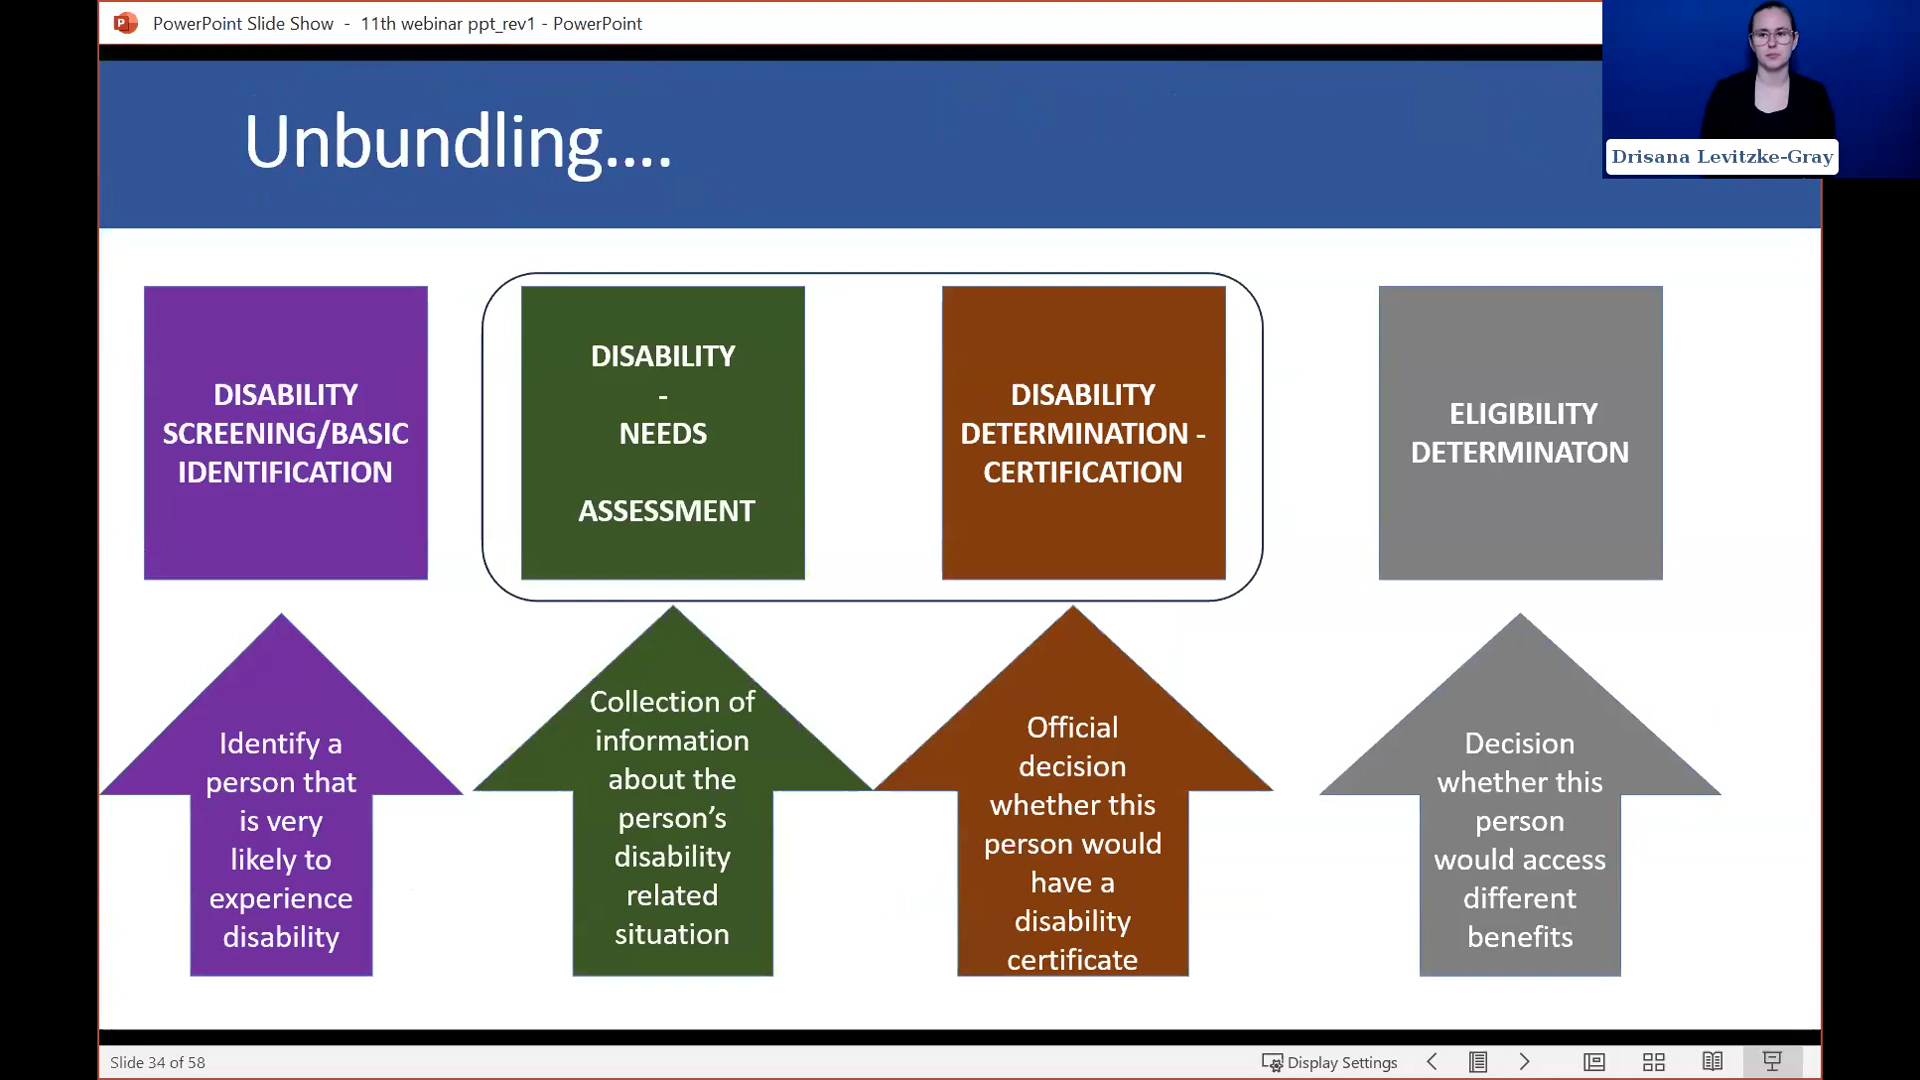 PowerPoint Slide Show - 11th webinar ppt_rev1 - PowerPoint
Drisana Levitzke-Gray
Unbundling....
DISABILITY
SCREENING/BASIC
IDENTIFICATION
DISABILITY
-
NEEDS
ASSESSMENT
DISABILITY
DETERMINATION -
CERTIFICATION
ELIGIBILITY
DETERMINATON
Identify a
person that
is very
likely to
experience
disability
Collection of
information
about the
person’s
disability
related
situation
Official
decision
whether this
person would
have a
disability
certificate
Decision
whether this
person
would access
different
benefits
Slide 34 of 58
Display Settings